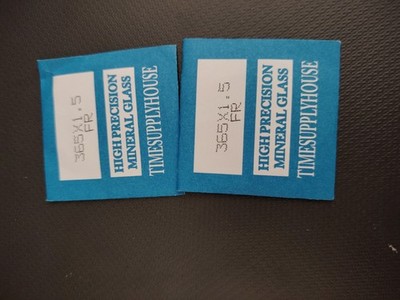 365X1.5
FR
HIGH PRECISION
MINERAL GLASS
TIMESUPPLYHOUSE
365X1.5
FR
HIGH PRECISION
MINERAL GLASS
TIMESUPPLYHOUSE